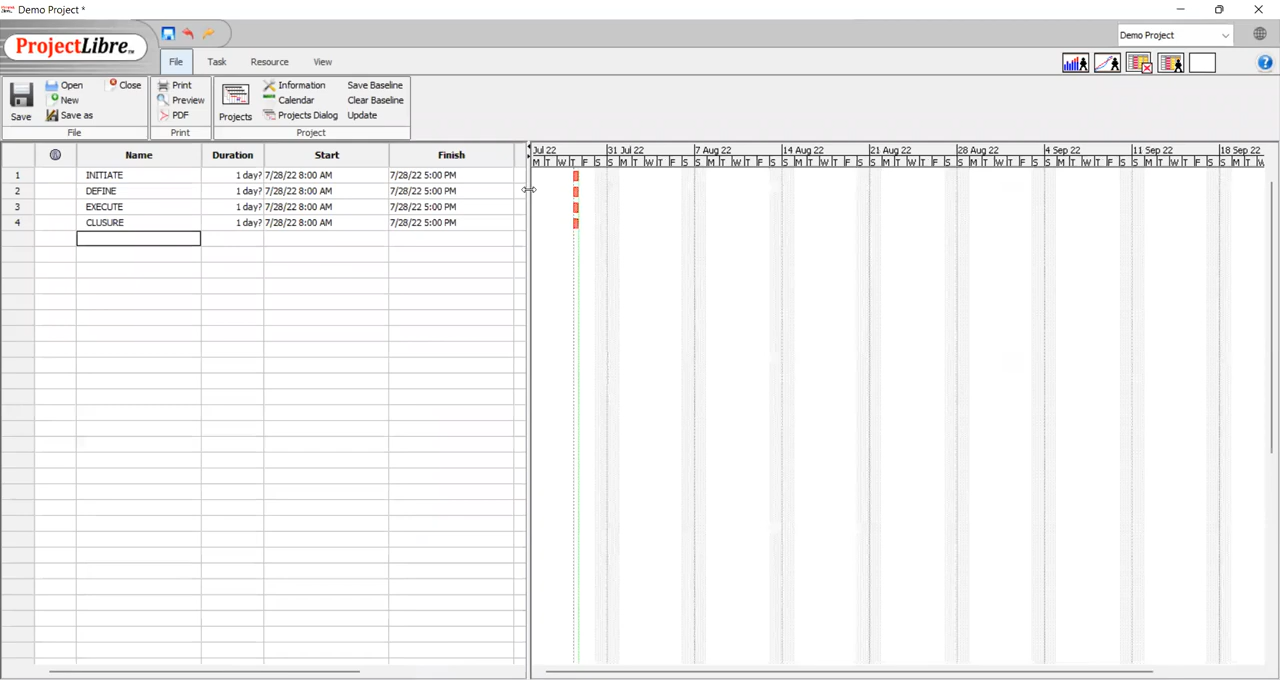 Demo Project *
ProjectLibre
Demo Project
File Task Resource View
Save Open New Save as Close
File
Print Preview PDF
Print
Projects Information Calendar Projects Dialog Save Baseline Clear Baseline Update
Project
Name Duration Start Finish
Jul 22 31 Jul 22 7 Aug 22 14 Aug 22 21 Aug 22 28 Aug 22 4 Sep 22 11 Sep 22 18 Sep 22
M T W T F S S M T W T F S S M T W T F S S M T W T F S S M T W T F S S M T W T F S S M T W T F S S M T W T F S S M T W
1 INITIATE 1 day? 7/28/22 8:00 AM 7/28/22 5:00 PM
2 DEFINE 1 day? 7/28/22 8:00 AM 7/28/22 5:00 PM
3 EXECUTE 1 day? 7/28/22 8:00 AM 7/28/22 5:00 PM
4 CLUSURE 1 day? 7/28/22 8:00 AM 7/28/22 5:00 PM